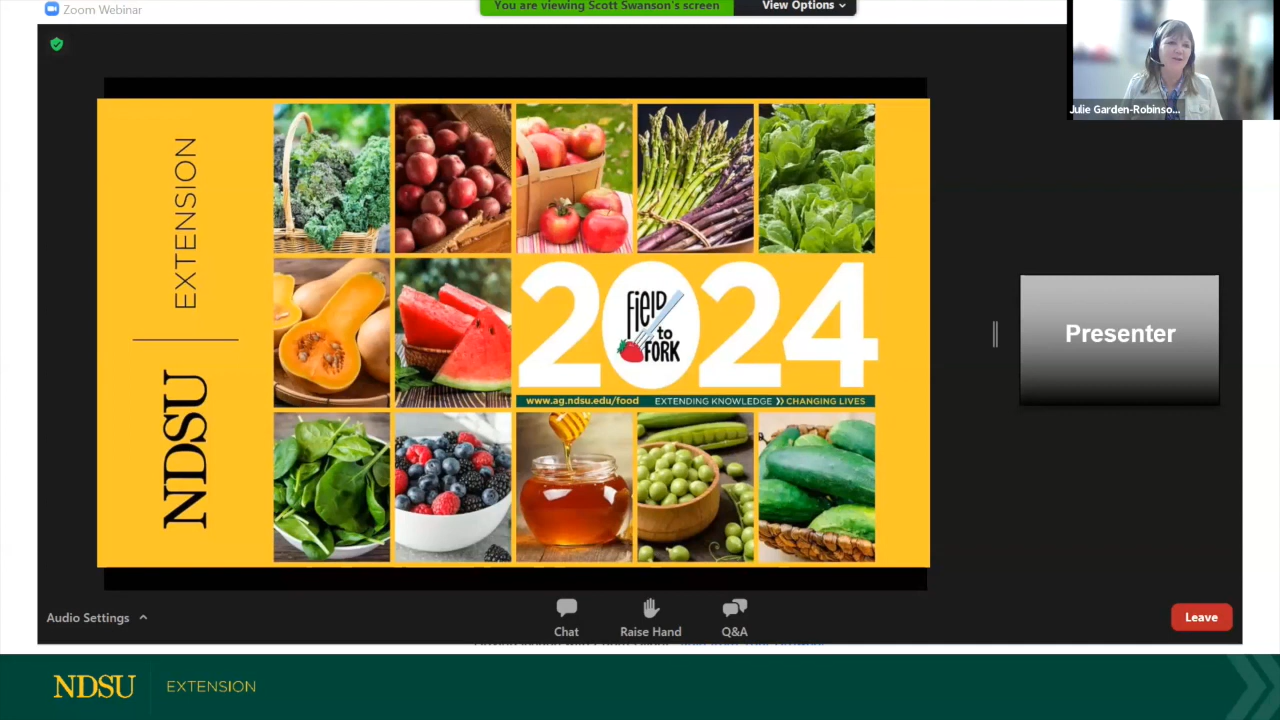 Zoom Webinar
You are viewing Scott Swanson's screen
View Options
Julie Garden-Robinso...
NDSU
EXTENSION
2024
FiELD
to
FORK
www.ag.ndsu.edu/food
EXTENDING KNOWLEDGE » CHANGING LIVES
Presenter
Audio Settings
Chat
Raise Hand
Q&A
Leave
NDSU
EXTENSION